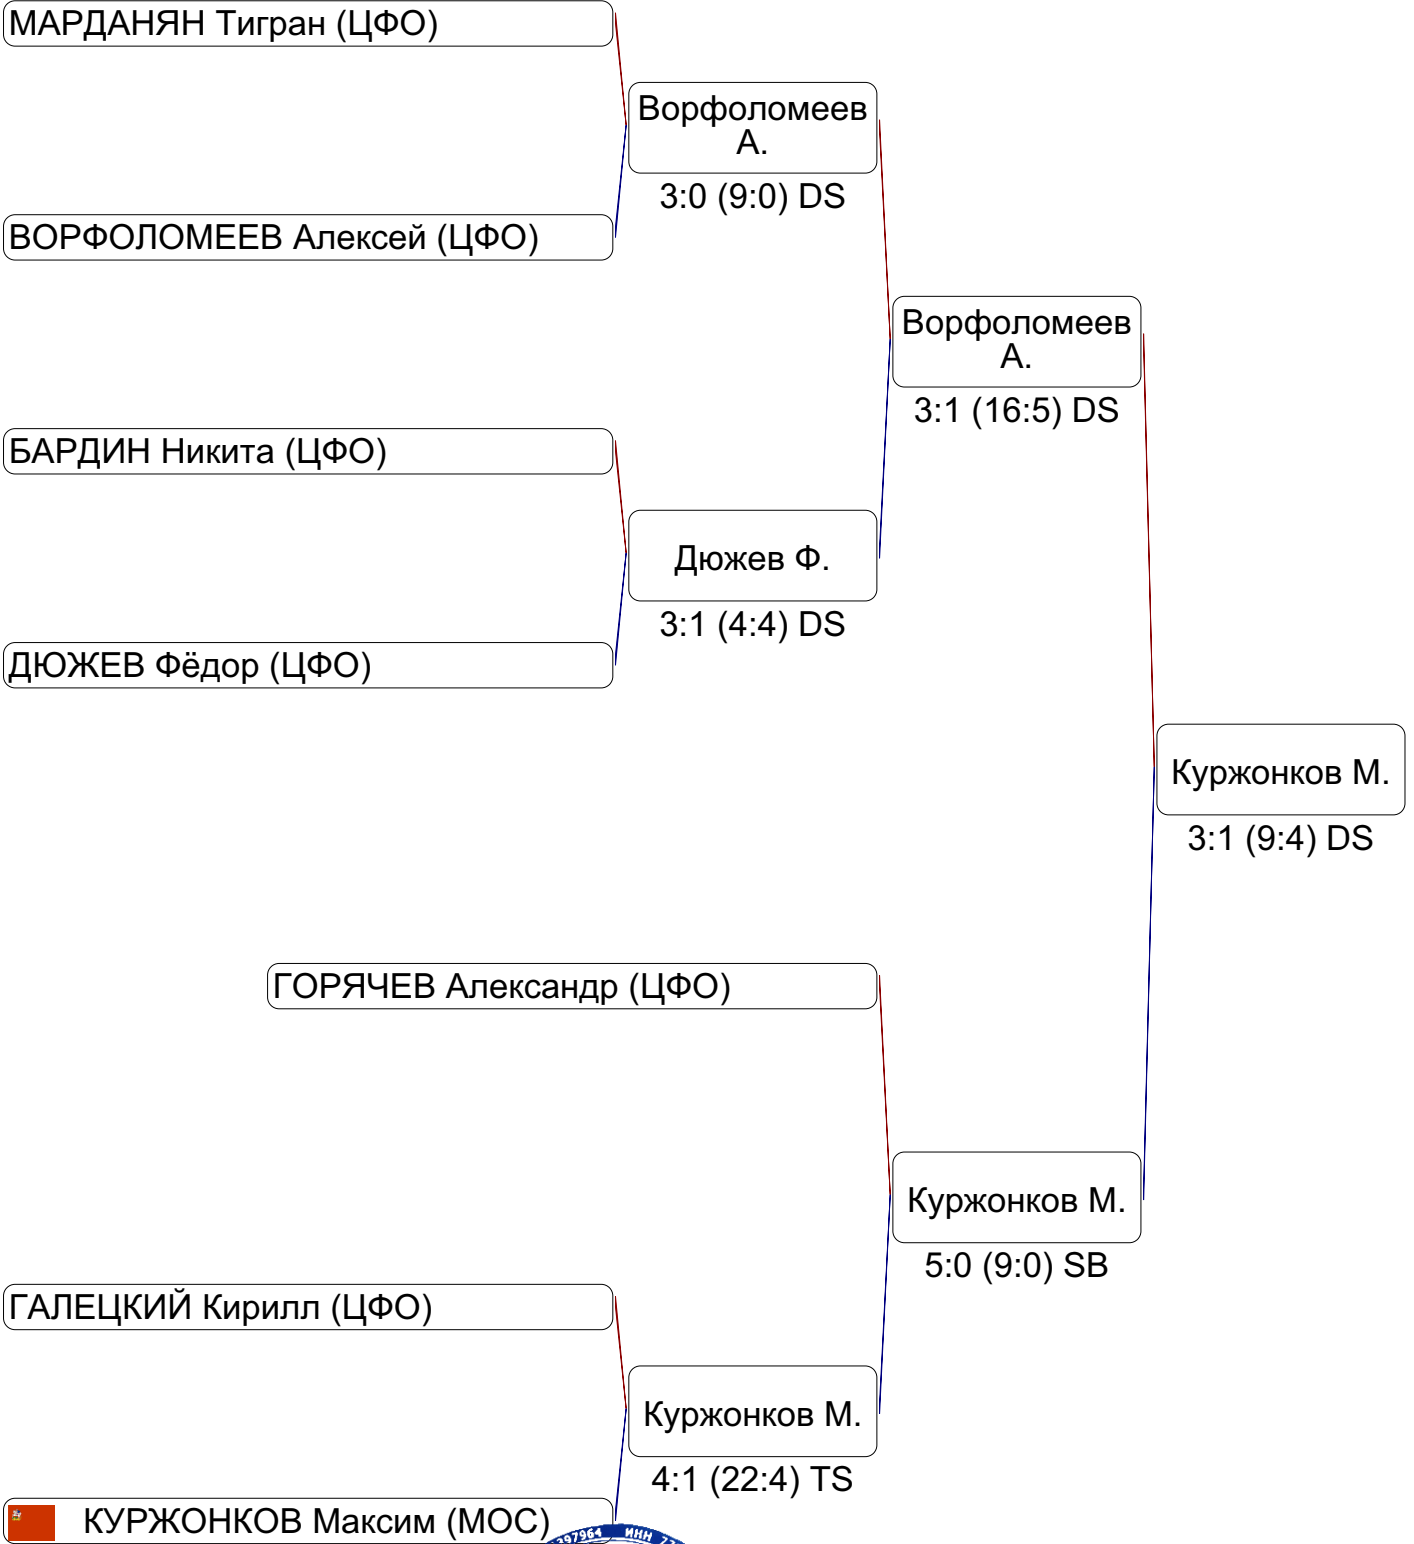 МАРДАНЯН Тигран (ЦФО)
Ворфоломеев
А.
3:0 (9:0) DS
ВОРФОЛОМЕЕВ Алексей (ЦФО)
Ворфоломеев
А.
3:1 (16:5) DS
БАРДИН Никита (ЦФО)
Дюжев Ф.
3:1 (4:4) DS
ДЮЖЕВ Фёдор (ЦФО)
Куржонков М.
3:1 (9:4) DS
ГОРЯЧЕВ Александр (ЦФО)
Куржонков М.
5:0 (9:0) SB
ГАЛЕЦКИЙ Кирилл (ЦФО)
Куржонков М.
4:1 (22:4) TS
КУРЖОНКОВ Максим (МОС)
97964 ИНН